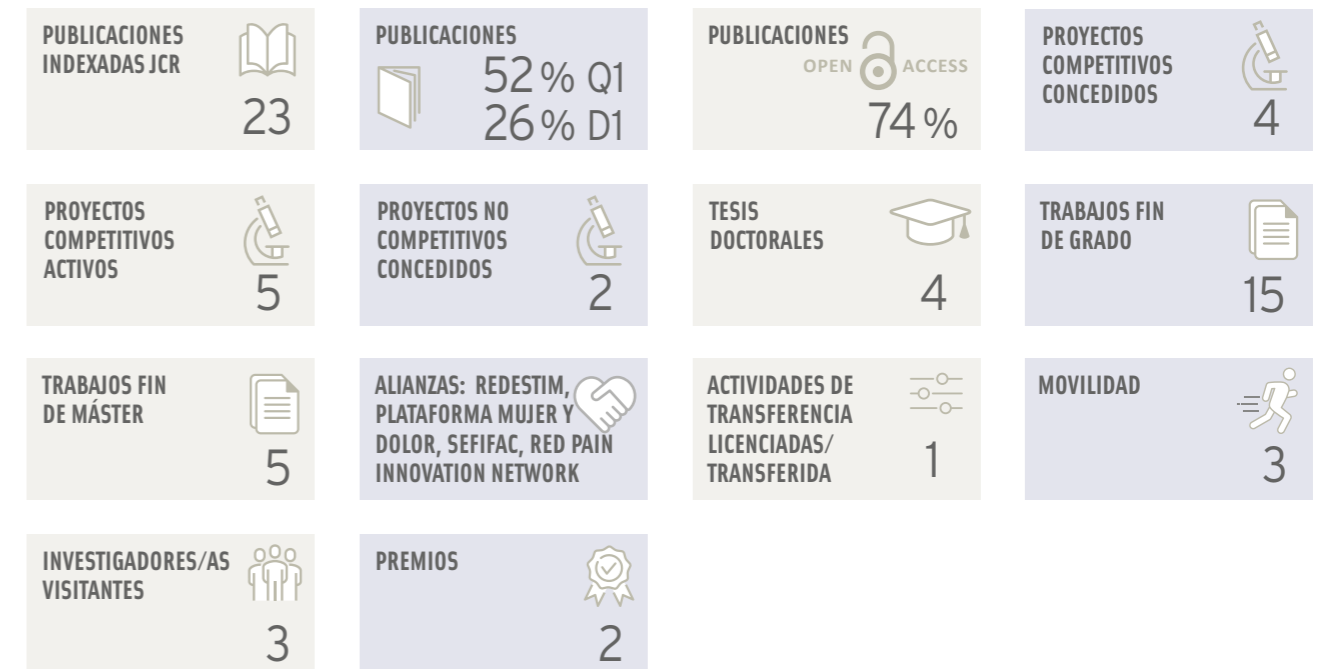 PUBLICACIONES
INDEXADAS JCR
23
PUBLICACIONES
52% Q1
26% D1
PUBLICACIONES
OPEN ACCESS
74%
PROYECTOS
COMPETITIVOS
CONCEDIDOS
4
PROYECTOS
COMPETITIVOS
ACTIVOS
5
PROYECTOS NO
COMPETITIVOS
CONCEDIDOS
2
TESIS
DOCTORALES
4
TRABAJOS FIN
DE GRADO
15
TRABAJOS FIN
DE MÁSTER
5
ALIANZAS: REDESTIM,
PLATAFORMA MUJER Y
DOLOR, SEFIFAC, RED PAIN
INNOVATION NETWORK
ACTIVIDADES DE
TRANSFERENCIA
LICENCIADAS/
TRANSFERIDA
1
MOVILIDAD
3
INVESTIGADORES/AS
VISITANTES
3
PREMIOS
2